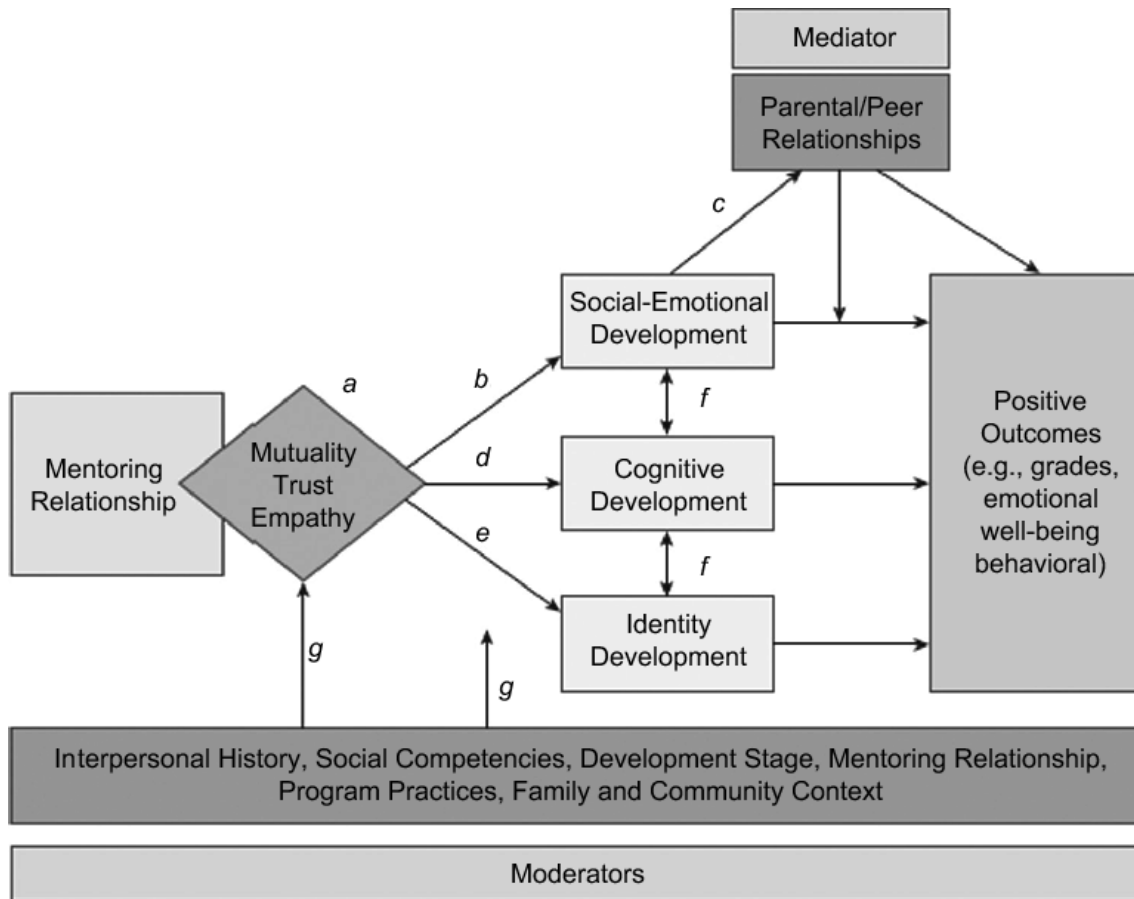 Mediator
Parental/Peer
Relationships
c
Social-Emotional
Development
a
b
f
Mentoring
Relationship
Mutuality
Trust
Empathy
d
Cognitive
Development
Positive
Outcomes
(e.g., grades,
emotional
well-being
behavioral)
e
f
Identity
Development
g
g
Interpersonal History, Social Competencies, Development Stage, Mentoring Relationship,
Program Practices, Family and Community Context
Moderators